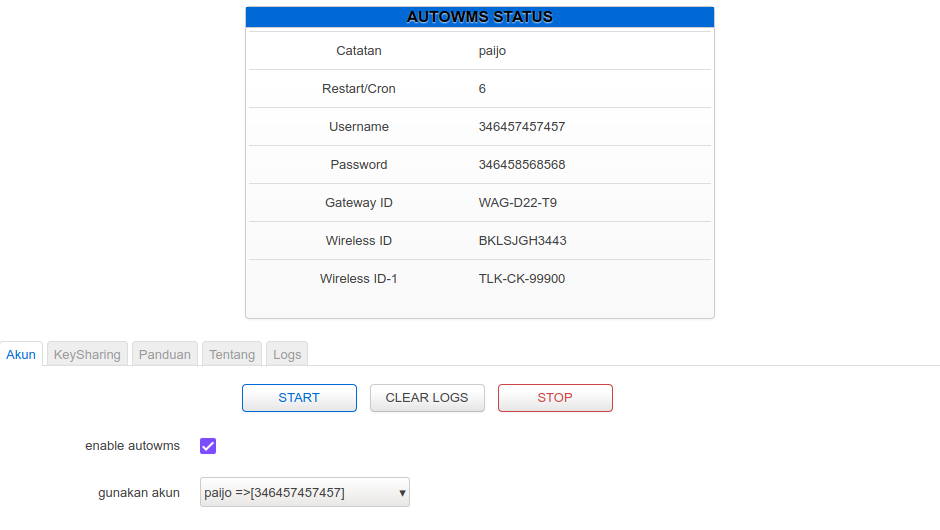 AUTOWMS STATUS
Catatan paijo
Restart/Cron 6
Username 346457457457
Password 346458568568
Gateway ID WAG-D22-T9
Wireless ID BKLSJGH3443
Wireless ID-1 TLK-CK-99900
Akun KeySharing Panduan Tentang Logs
START CLEAR LOGS STOP
enable autowms
gunakan akun paijo =>[346457457457]